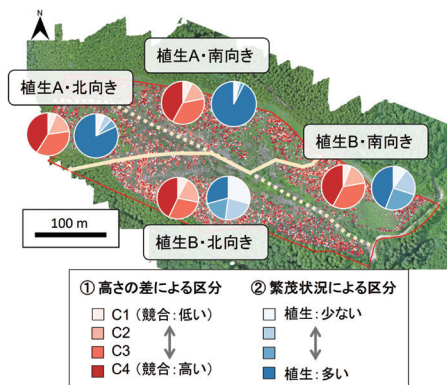 N
植生A・南向き
植生A・北向き
植生B・南向き
植生B・北向き
100 m
① 高さの差による区分
C1（競合：低い）
C2
C3
C4（競合：高い）
② 繁茂状況による区分
植生：少ない
植生：多い